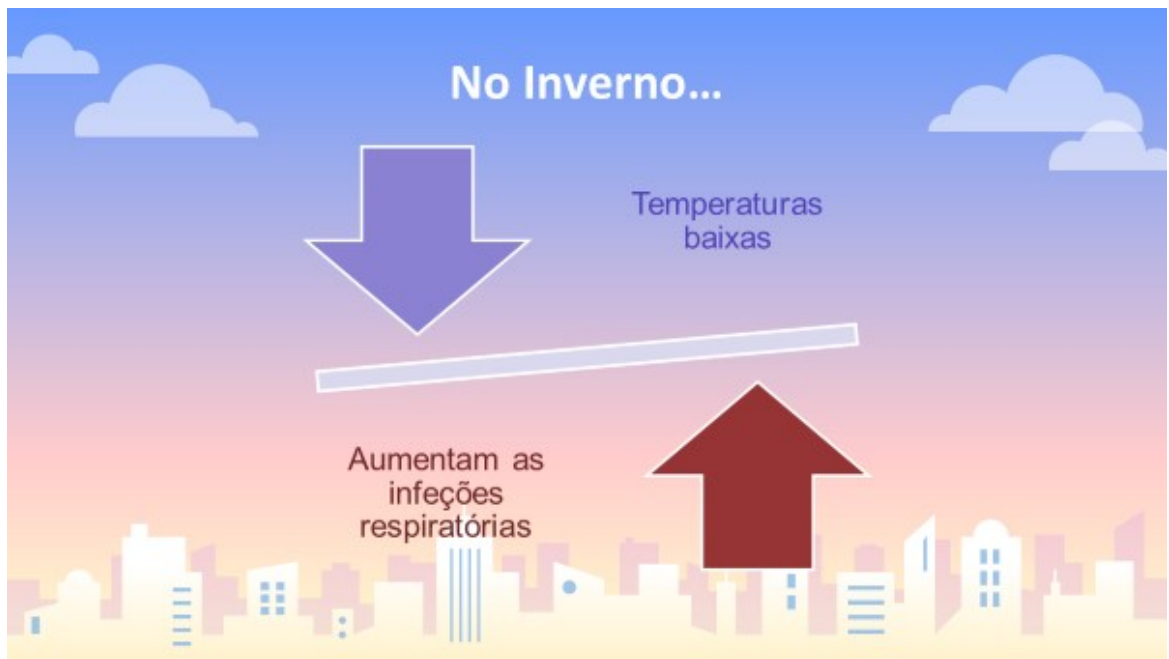 No Inverno…
Temperaturas
baixas
Aumentam as
infeções
respiratórias